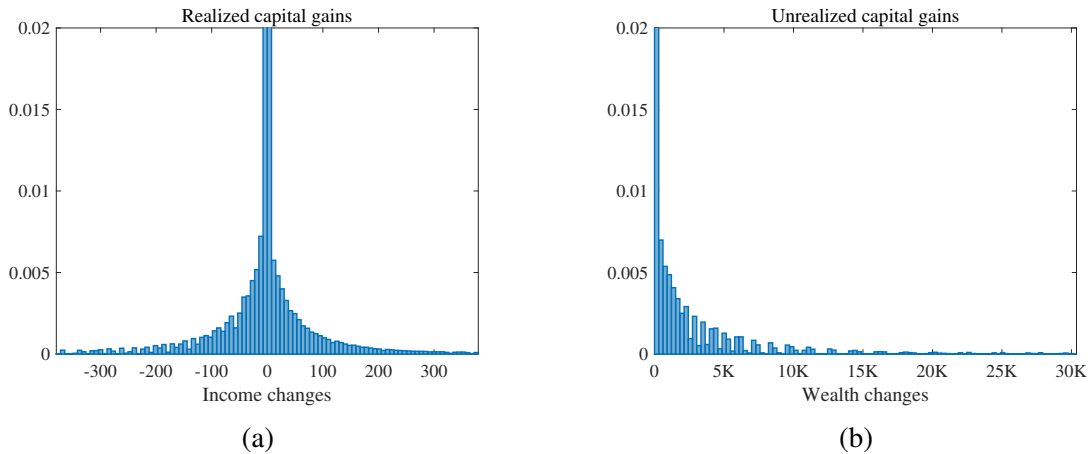 Realized capital gains
0.02
0.015
0.01
0.005
0
-300 -200 -100 0 100 200 300
Income changes
(a)
Unrealized capital gains
0.02
0.015
0.01
0.005
0
0 5K 10K 15K 20K 25K 30K
Wealth changes
(b)